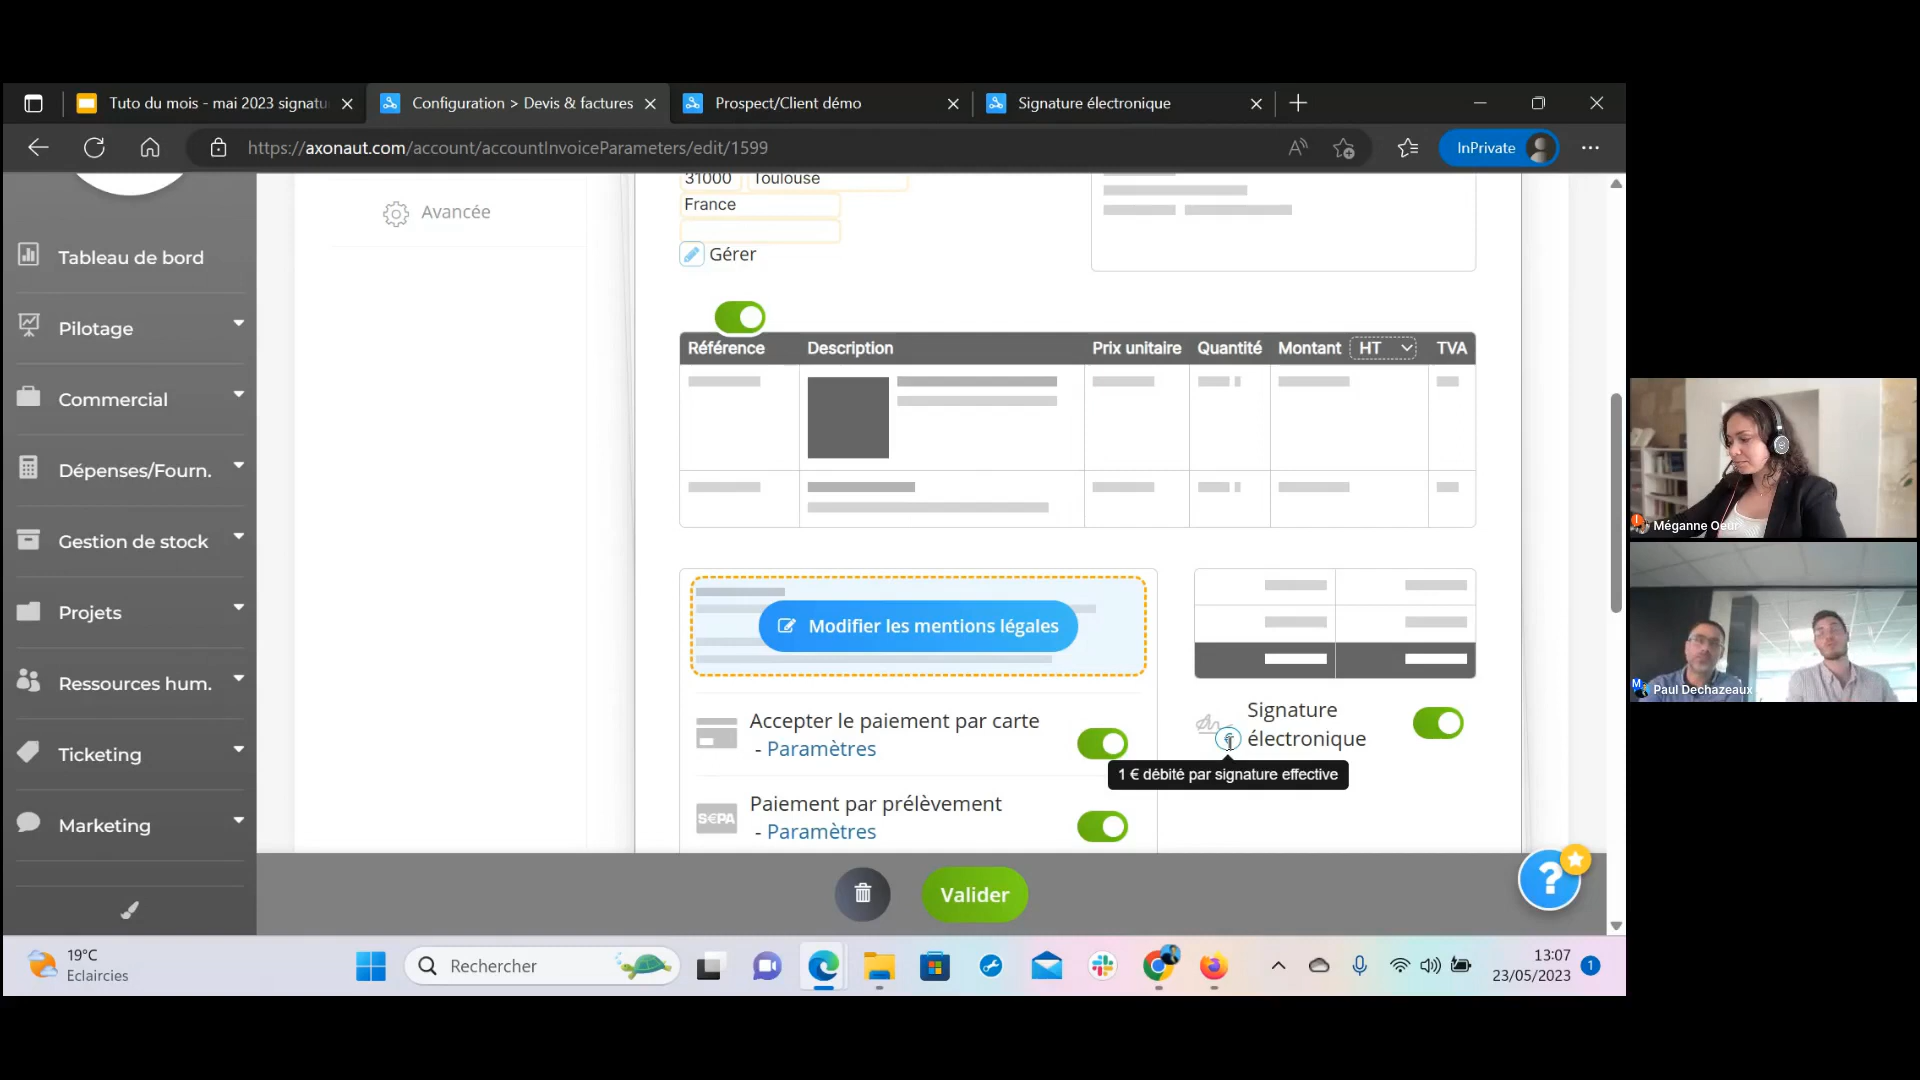 Tuto du mois - mai 2023 signatu
Configuration > Devis & factures
Prospect/Client démo
Signature électronique
https://axonaut.com/account/accountInvoiceParameters/edit/1599
InPrivate
Tableau de bord
Pilotage
Commercial
Dépenses/Fourn.
Gestion de stock
Projets
Ressources hum.
Ticketing
Marketing
Avancée
31000 Toulouse
France
Gérer
Référence Description Prix unitaire Quantité Montant HT TVA
Modifier les mentions légales
Accepter le paiement par carte
- Paramètres
SEPA
Paiement par prélèvement
- Paramètres
Signature
électronique
1 € débité par signature effective
Valider
?
Méganne Oeur
Paul Dechazeaux
19°C
Eclaircies
Rechercher
13:07
23/05/2023
1